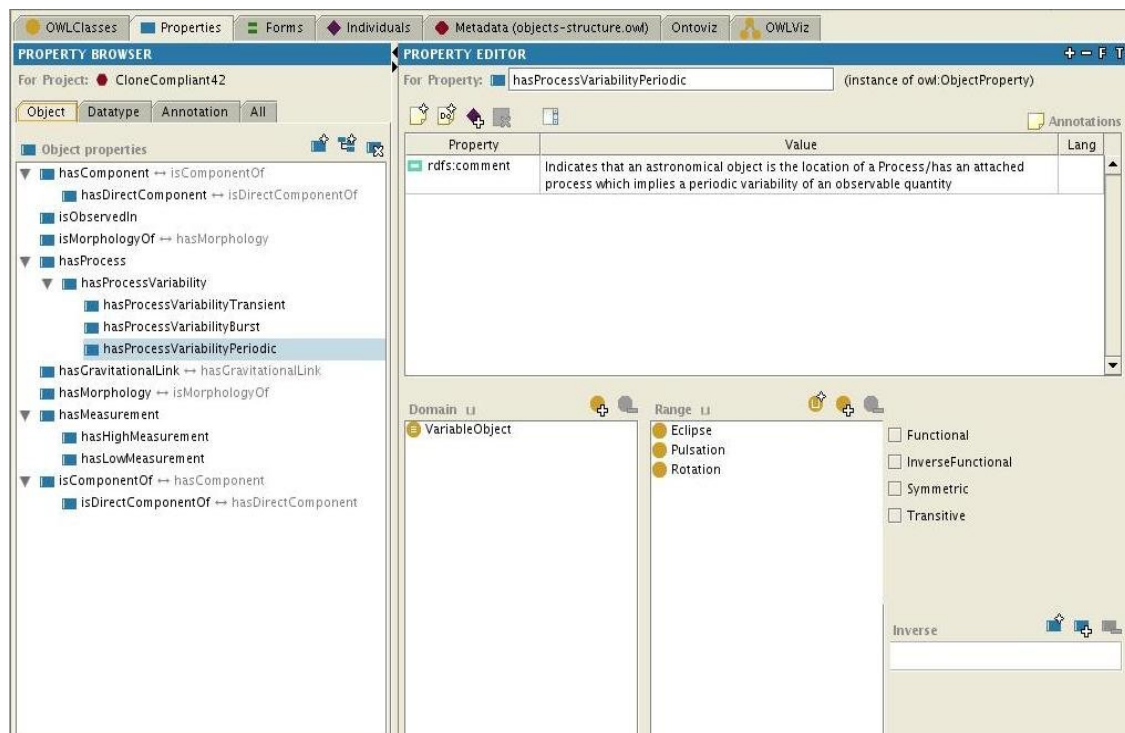 OWLClasses Properties Forms Individuals Metadata (objects-structure.owl) Ontoviz OWLViz
PROPERTY BROWSER
For Project: CloneCompliant42
Object Datatype Annotation All
Object properties
hasComponent ↔ isComponentOf
hasDirectComponent ↔ isDirectComponentOf
isObservedIn
isMorphologyOf ↔ hasMorphology
hasProcess
hasProcessVariability
hasProcessVariabilityTransient
hasProcessVariabilityBurst
hasProcessVariabilityPeriodic
hasGravitationalLink ↔ hasGravitationalLink
hasMorphology ↔ isMorphologyOf
hasMeasurement
hasHighMeasurement
hasLowMeasurement
isComponentOf ↔ hasComponent
isDirectComponentOf ↔ hasDirectComponent
PROPERTY EDITOR + − F T
For Property: hasProcessVariabilityPeriodic (instance of owl:ObjectProperty)
Annotations
Property Value Lang
rdfs:comment Indicates that an astronomical object is the location of a Process/has an attached
process which implies a periodic variability of an observable quantity
Domain ⊔
VariableObject
Range ⊔
Eclipse
Pulsation
Rotation
Functional
InverseFunctional
Symmetric
Transitive
Inverse